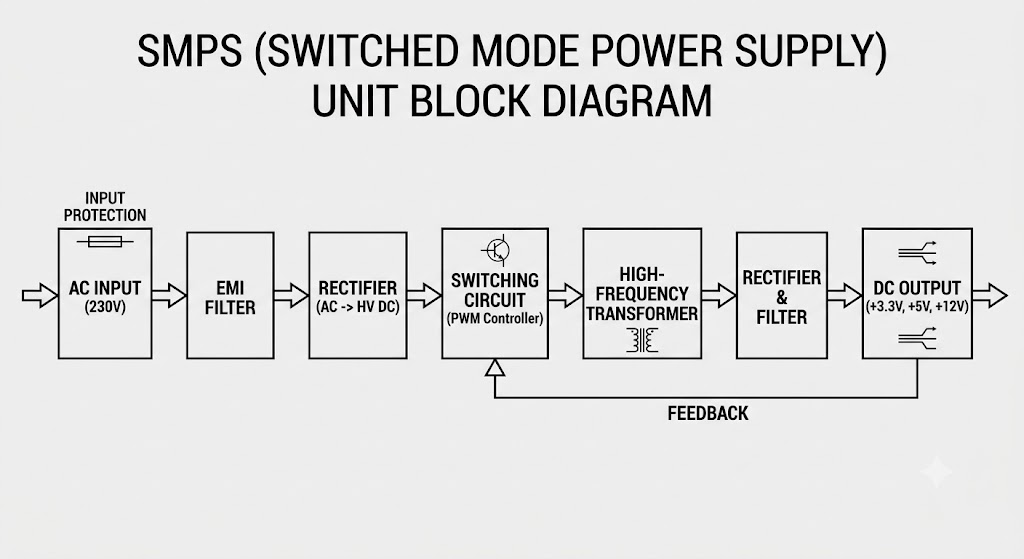 SMPS (SWITCHED MODE POWER SUPPLY)
UNIT BLOCK DIAGRAM
INPUT
PROTECTION
AC INPUT
(230V)
EMI
FILTER
RECTIFIER
(AC -> HV DC)
SWITCHING
CIRCUIT
(PWM Controller)
HIGH-
FREQUENCY
TRANSFORMER
RECTIFIER
&
FILTER
DC OUTPUT
(+3.3V, +5V, +12V)
FEEDBACK